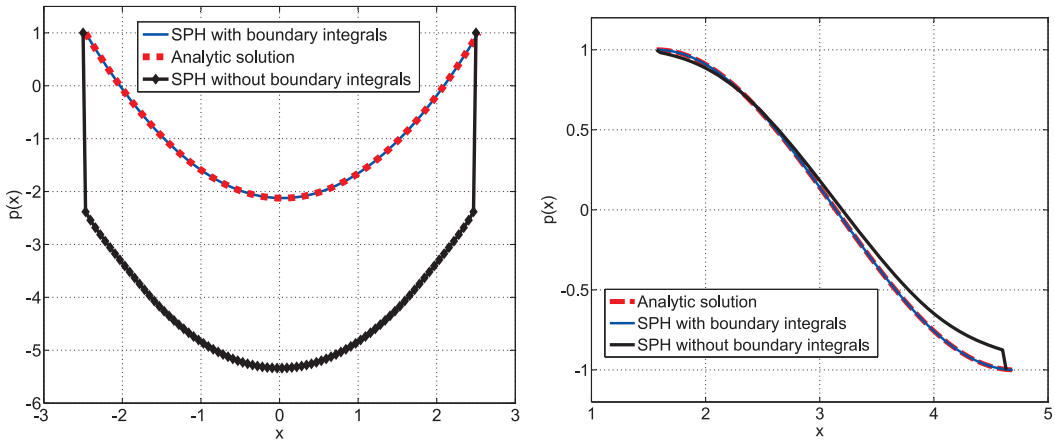 1
0
-1
-2
-3
-4
-5
-6
p(x)
SPH with boundary integrals
Analytic solution
SPH without boundary integrals
-3
-2
-1
0
1
2
3
x
1
0.5
0
-0.5
-1
p(x)
Analytic solution
SPH with boundary integrals
SPH without boundary integrals
1
2
3
4
5
x